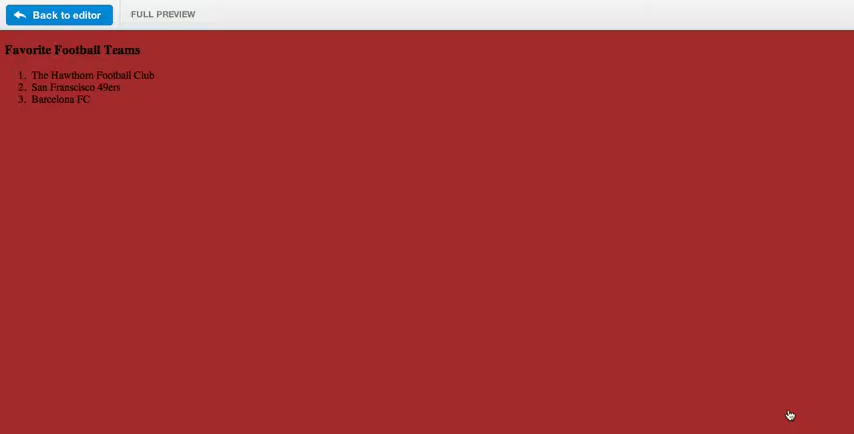 Back to editor
FULL PREVIEW
Favorite Football Teams
1. The Hawthorn Football Club
2. San Franscisco 49ers
3. Barcelona FC